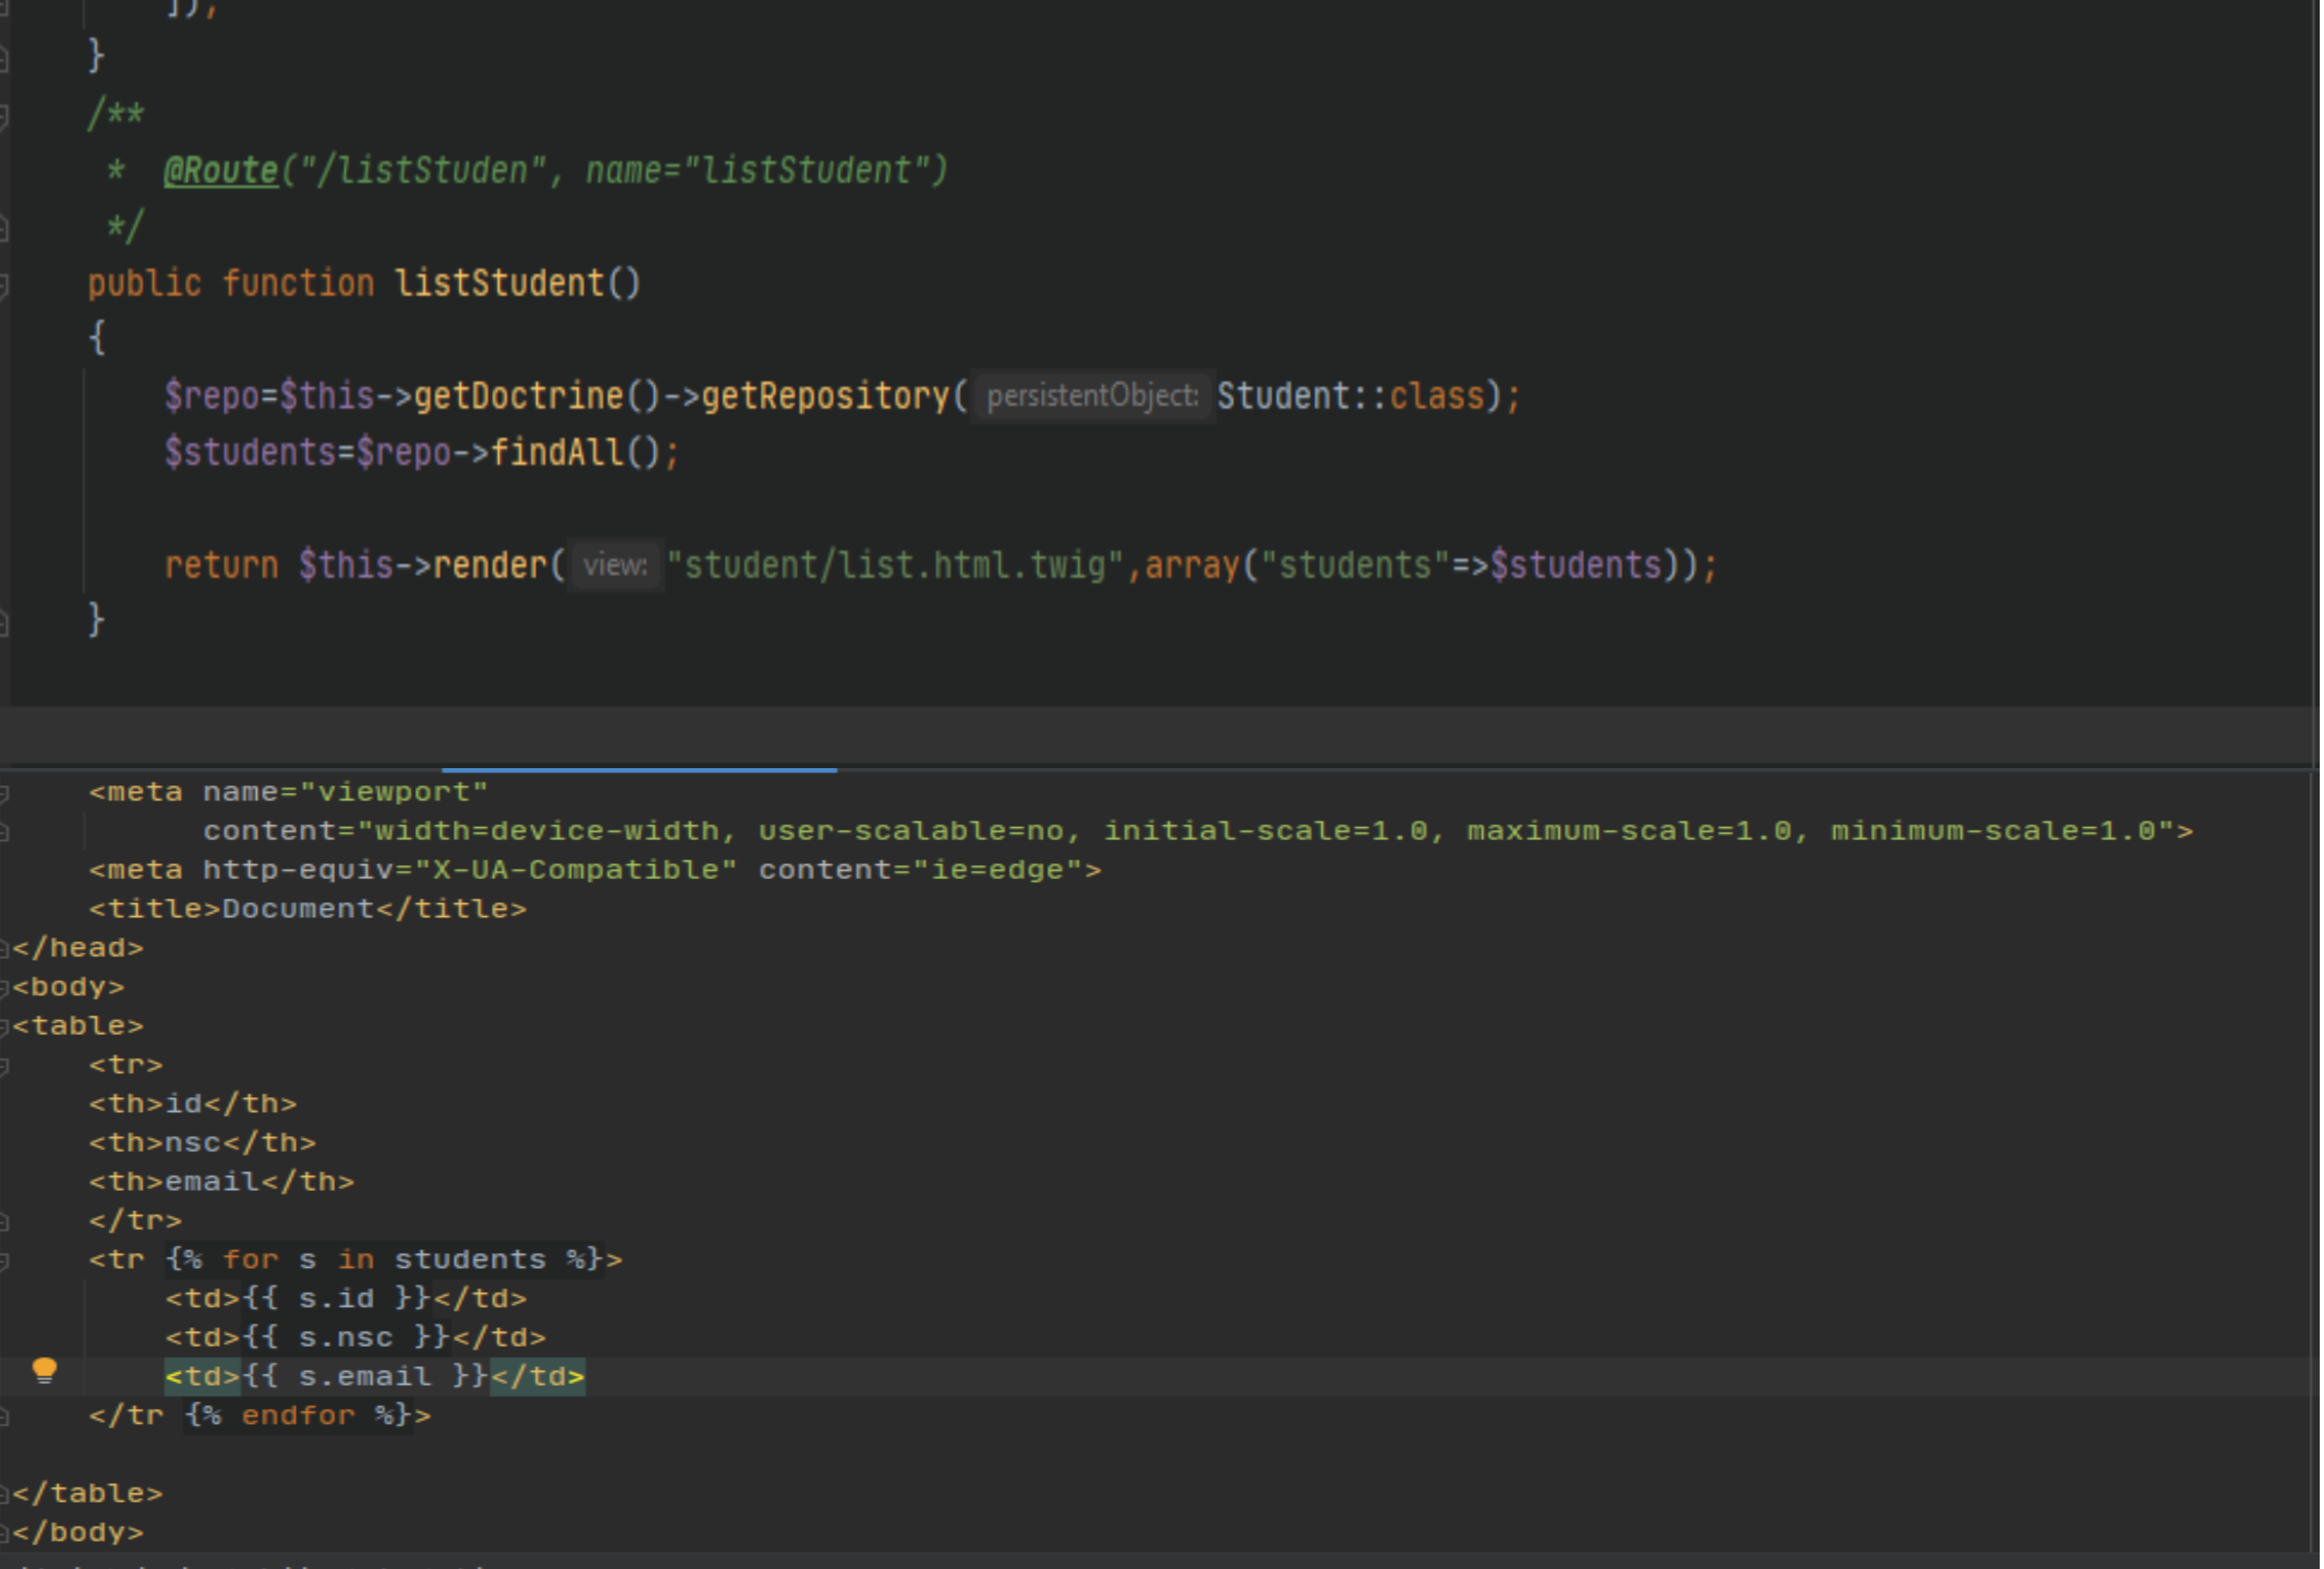 ]);
}
/**
 *  @Route("/listStuden", name="listStudent")
 */
public function listStudent()
{
    $repo=$this->getDoctrine()->getRepository( persistentObject: Student::class);
    $students=$repo->findAll();
    return $this->render( view: "student/list.html.twig",array("students"=>$students));
}
<meta name="viewport"
      content="width=device-width, user-scalable=no, initial-scale=1.0, maximum-scale=1.0, minimum-scale=1.0">
<meta http-equiv="X-UA-Compatible" content="ie=edge">
<title>Document</title>
</head>
<body>
<table>
    <tr>
    <th>id</th>
    <th>nsc</th>
    <th>email</th>
    </tr>
    <tr {% for s in students %}>
        <td>{{ s.id }}</td>
        <td>{{ s.nsc }}</td>
        <td>{{ s.email }}</td>
    </tr {% endfor %}>
</table>
</body>